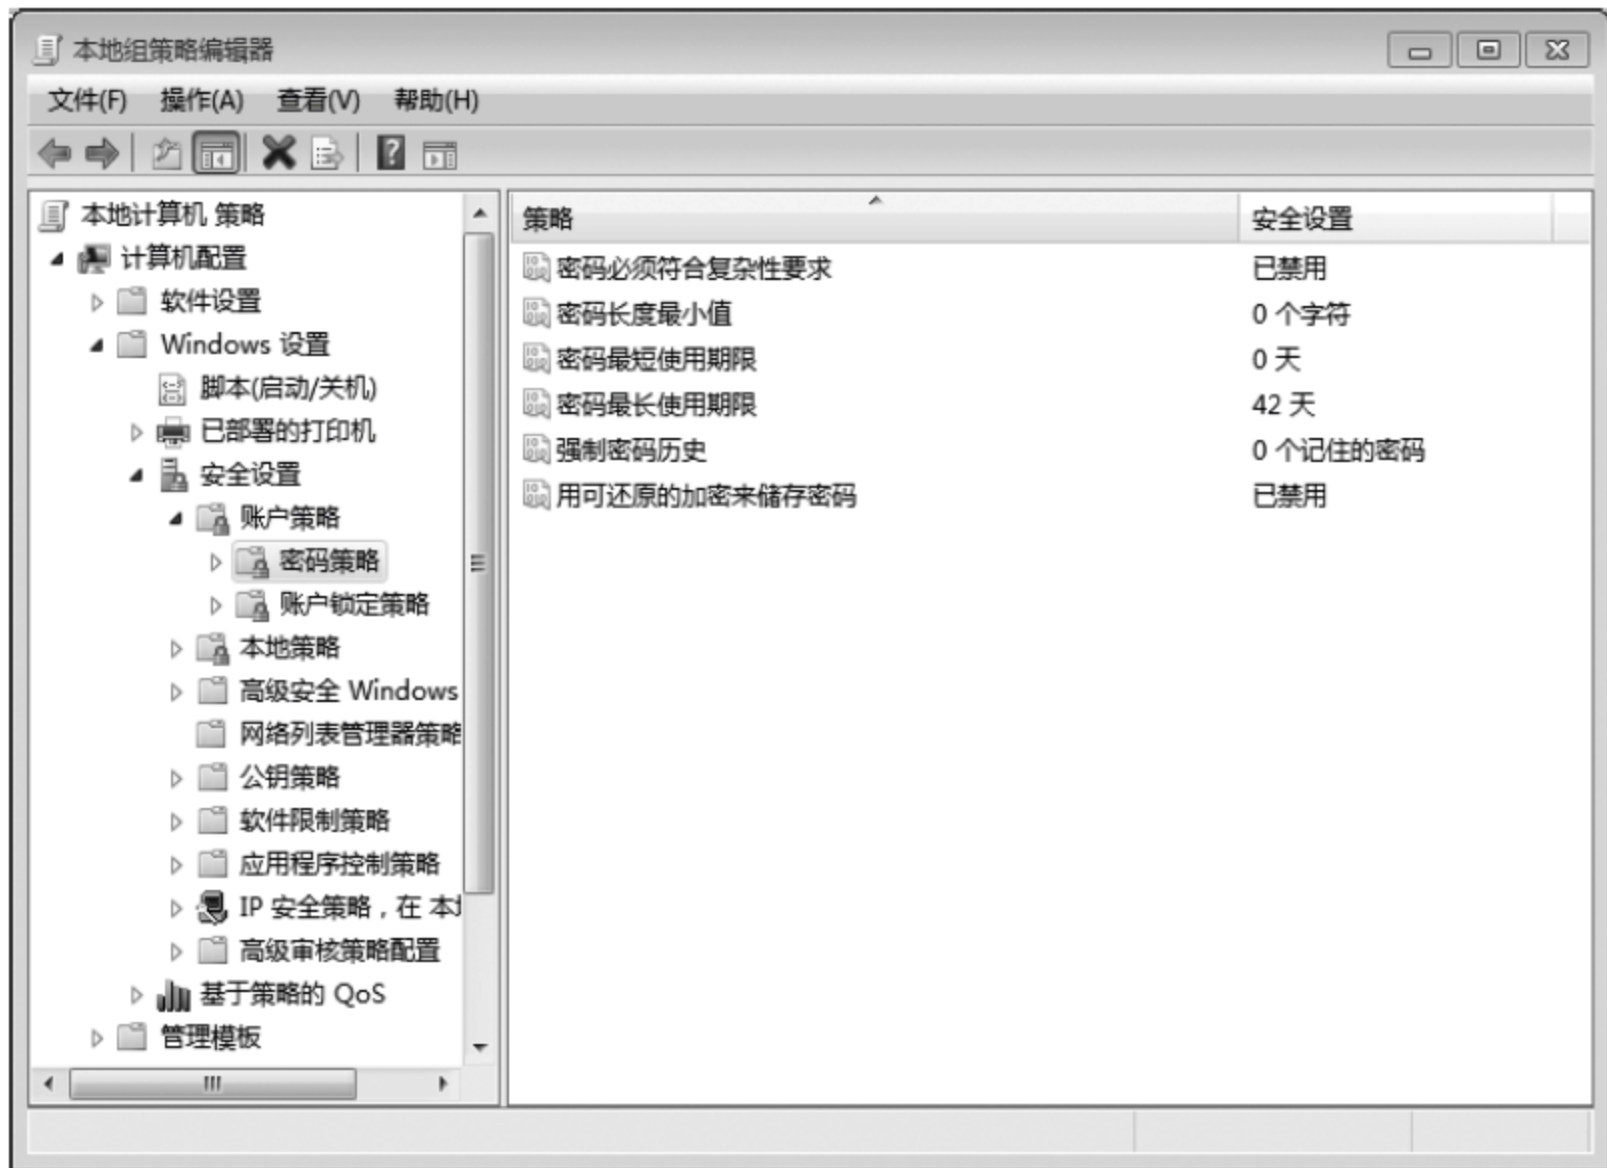 本地组策略编辑器
文件(F) 操作(A) 查看(V) 帮助(H)
本地计算机 策略
计算机配置
软件设置
Windows 设置
脚本(启动/关机)
已部署的打印机
安全设置
账户策略
密码策略
账户锁定策略
本地策略
高级安全 Windows
网络列表管理器策略
公钥策略
软件限制策略
应用程序控制策略
IP 安全策略，在 本
高级审核策略配置
基于策略的 QoS
管理模板
策略 安全设置
密码必须符合复杂性要求 已禁用
密码长度最小值 0 个字符
密码最短使用期限 0 天
密码最长使用期限 42 天
强制密码历史 0 个记住的密码
用可还原的加密来储存密码 已禁用